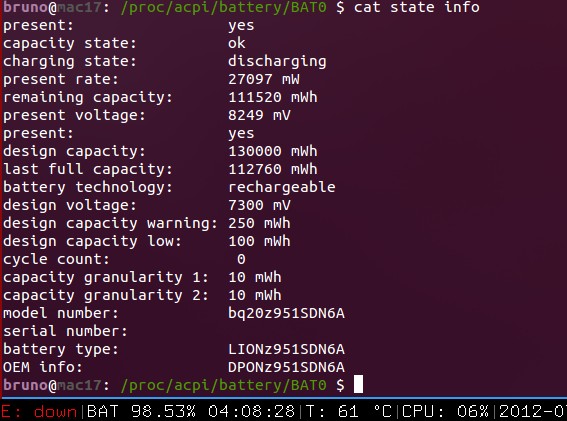 bruno@mac17: /proc/acpi/battery/BAT0 $ cat state info
present: yes
capacity state: ok
charging state: discharging
present rate: 27097 mW
remaining capacity: 111520 mWh
present voltage: 8249 mV
present: yes
design capacity: 130000 mWh
last full capacity: 112760 mWh
battery technology: rechargeable
design voltage: 7300 mV
design capacity warning: 250 mWh
design capacity low: 100 mWh
cycle count: 0
capacity granularity 1: 10 mWh
capacity granularity 2: 10 mWh
model number: bq20z951SDN6A
serial number:
battery type: LIONz951SDN6A
OEM info: DPONz951SDN6A
bruno@mac17: /proc/acpi/battery/BAT0 $
E: down|BAT 98.53% 04:08:28|T: 61 °C|CPU: 06%|2012-0